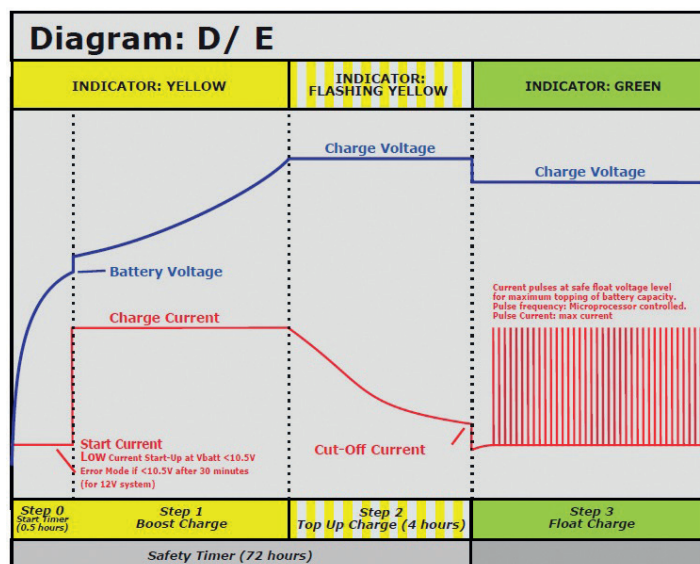 Diagram: D/ E
INDICATOR: YELLOW
INDICATOR:
FLASHING YELLOW
INDICATOR: GREEN
Charge Voltage
Charge Voltage
Battery Voltage
Current pulses at safe float voltage level
for maximum topping of battery capacity.
Pulse frequency: Microprocessor controlled.
Pulse Current: max current
Charge Current
Start Current
Low Current Start-Up at Vbatt <10.5V
Error Mode if <10.5V after 30 minutes
(for 12V system)
Cut-Off Current
Step 0
Start Timer
(0.5 hours)
Step 1
Boost Charge
Step 2
Top Up Charge (4 hours)
Step 3
Float Charge
Safety Timer (72 hours)